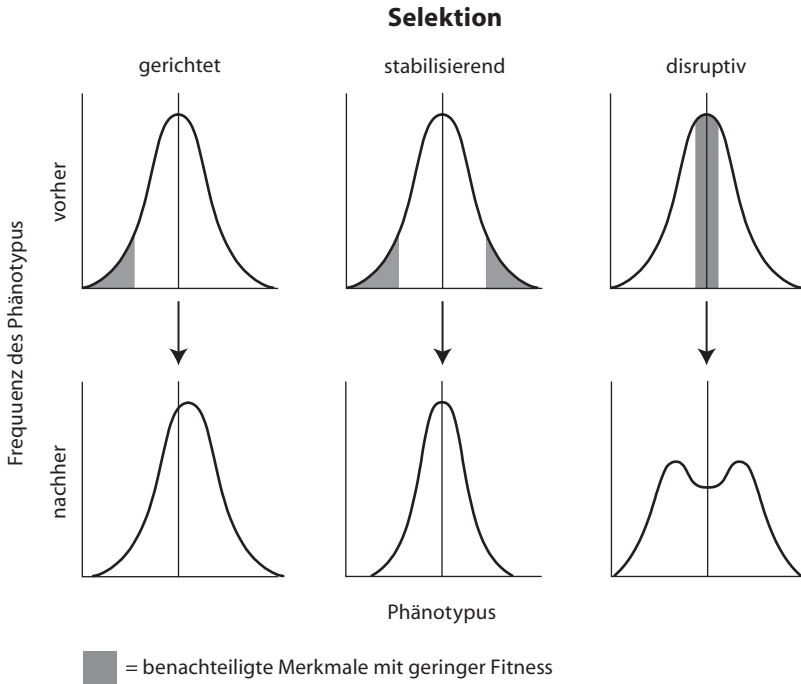 Selektion
gerichtet
stabilisierend
disruptiv
Frequuenz des Phänotypus
vorher
nachher
Phänotypus
= benachteiligte Merkmale mit geringer Fitness